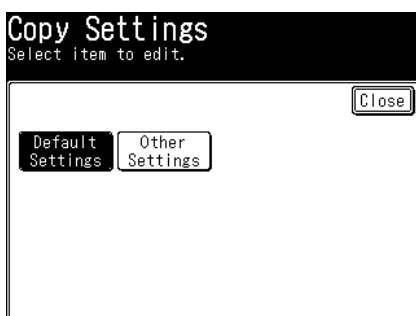 Copy Settings
Select item to edit.
Close
Default Other
Settings Settings